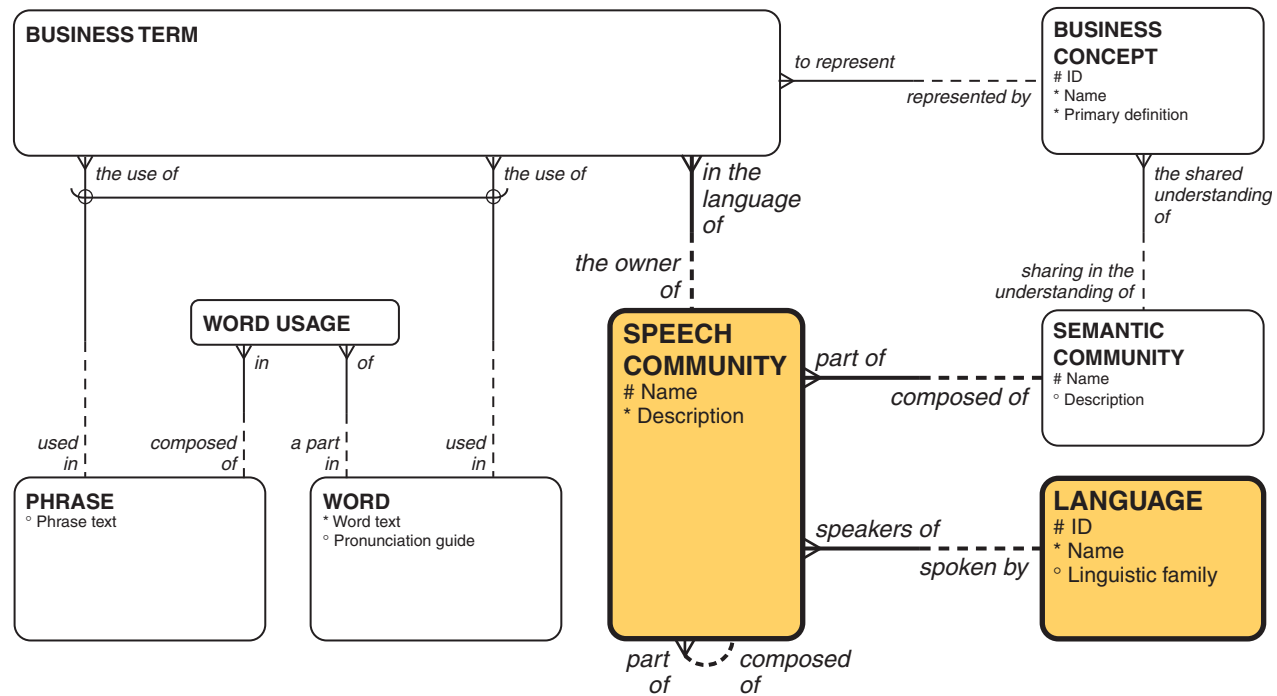 BUSINESS TERM
to represent
represented by
BUSINESS
CONCEPT
# ID
* Name
* Primary definition
the use of
the use of
in the
language
of
the shared
understanding
of
the owner
of
sharing in the
understanding of
WORD USAGE
in
of
SPEECH
COMMUNITY
# Name
* Description
part of
composed of
SEMANTIC
COMMUNITY
# Name
° Description
used
in
composed
of
a part
in
used
in
PHRASE
° Phrase text
WORD
* Word text
° Pronunciation guide
speakers of
spoken by
LANGUAGE
# ID
* Name
° Linguistic family
part
of
composed
of